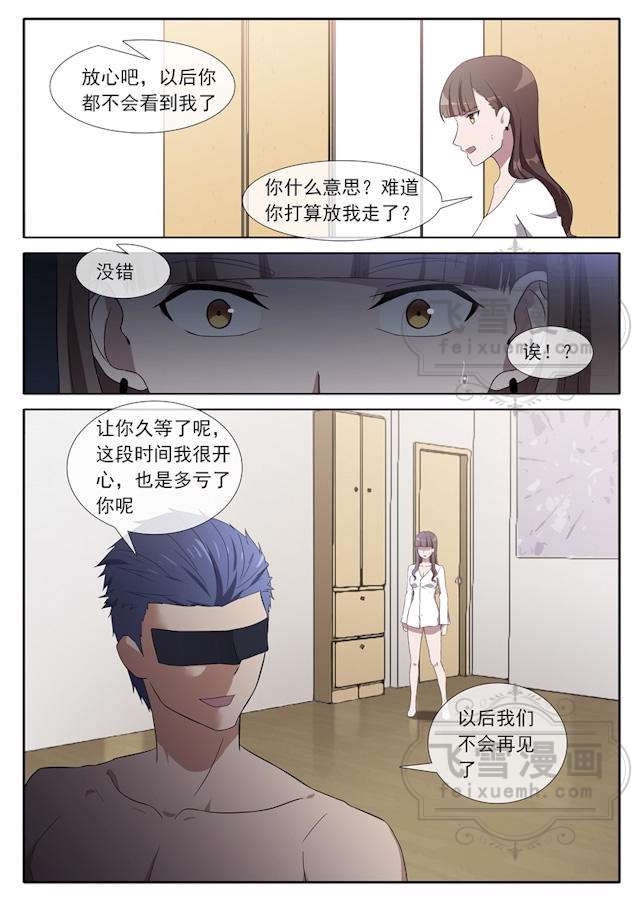 放心吧，以后你
都不会看到我了
你什么意思？难道
你打算放我走了？
没错
诶！？
飞雪漫画
feixuemh.com
让你久等了呢，
这段时间我很开
心，也是多亏了
你呢
以后我们
不会再见
了
飞雪漫画
feixuemh.com